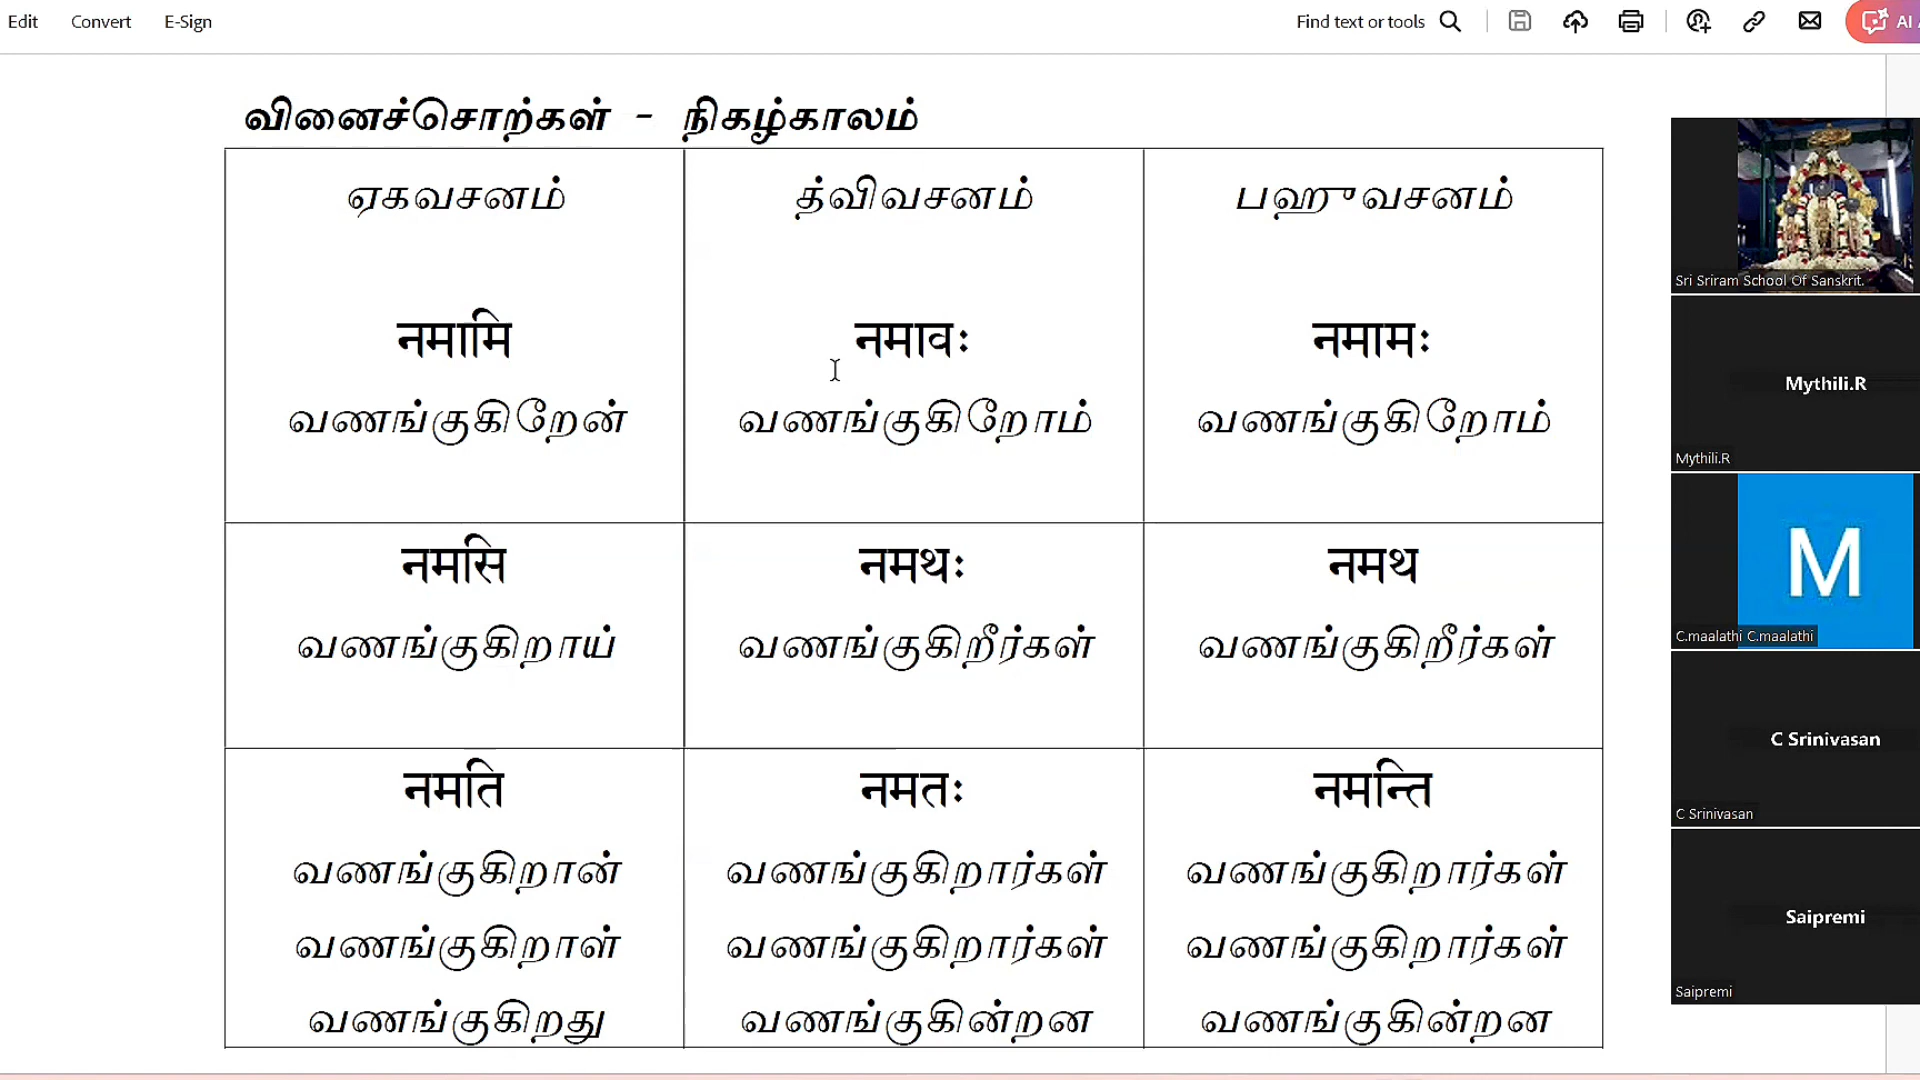 Edit Convert E-Sign Find text or tools AI
வினைச்சொற்கள் - நிகழ்காலம்
ஏகவசனம் த்விவசனம் பஹுவசனம்
नमामि नमावः नमामः
வணங்குகிறேன் வணங்குகிறோம் வணங்குகிறோம்
नमसि नमथः नमथ
வணங்குகிறாய் வணங்குகிறீர்கள் வணங்குகிறீர்கள்
नमति नमतः नमन्ति
வணங்குகிறான் வணங்குகிறார்கள் வணங்குகிறார்கள்
வணங்குகிறாள் வணங்குகிறார்கள் வணங்குகிறார்கள்
வணங்குகிறது வணங்குகின்றன வணங்குகின்றன
Sri Sriram School Of Sanskrit.
Mythili.R
Mythili.R
M
C.maalathi C.maalathi
C Srinivasan
C Srinivasan
Saipremi
Saipremi